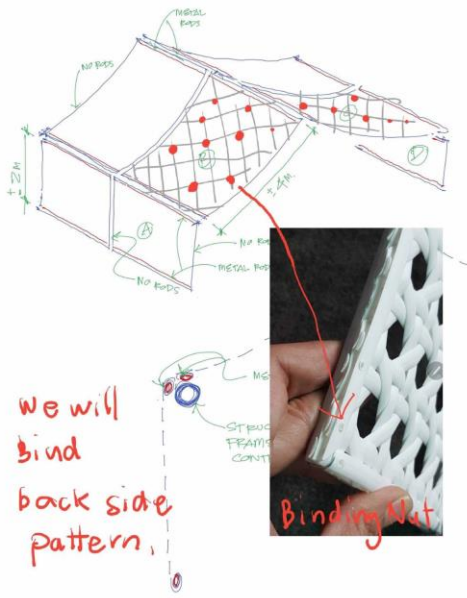 METAL
RODS
NO RODS
± 2M
B
C
D
± 4M
A
NO RODS
METAL RODS
NO RODS
STRUC
FRAME
CONT
we will
Bind
back side
pattern.
Binding Nut